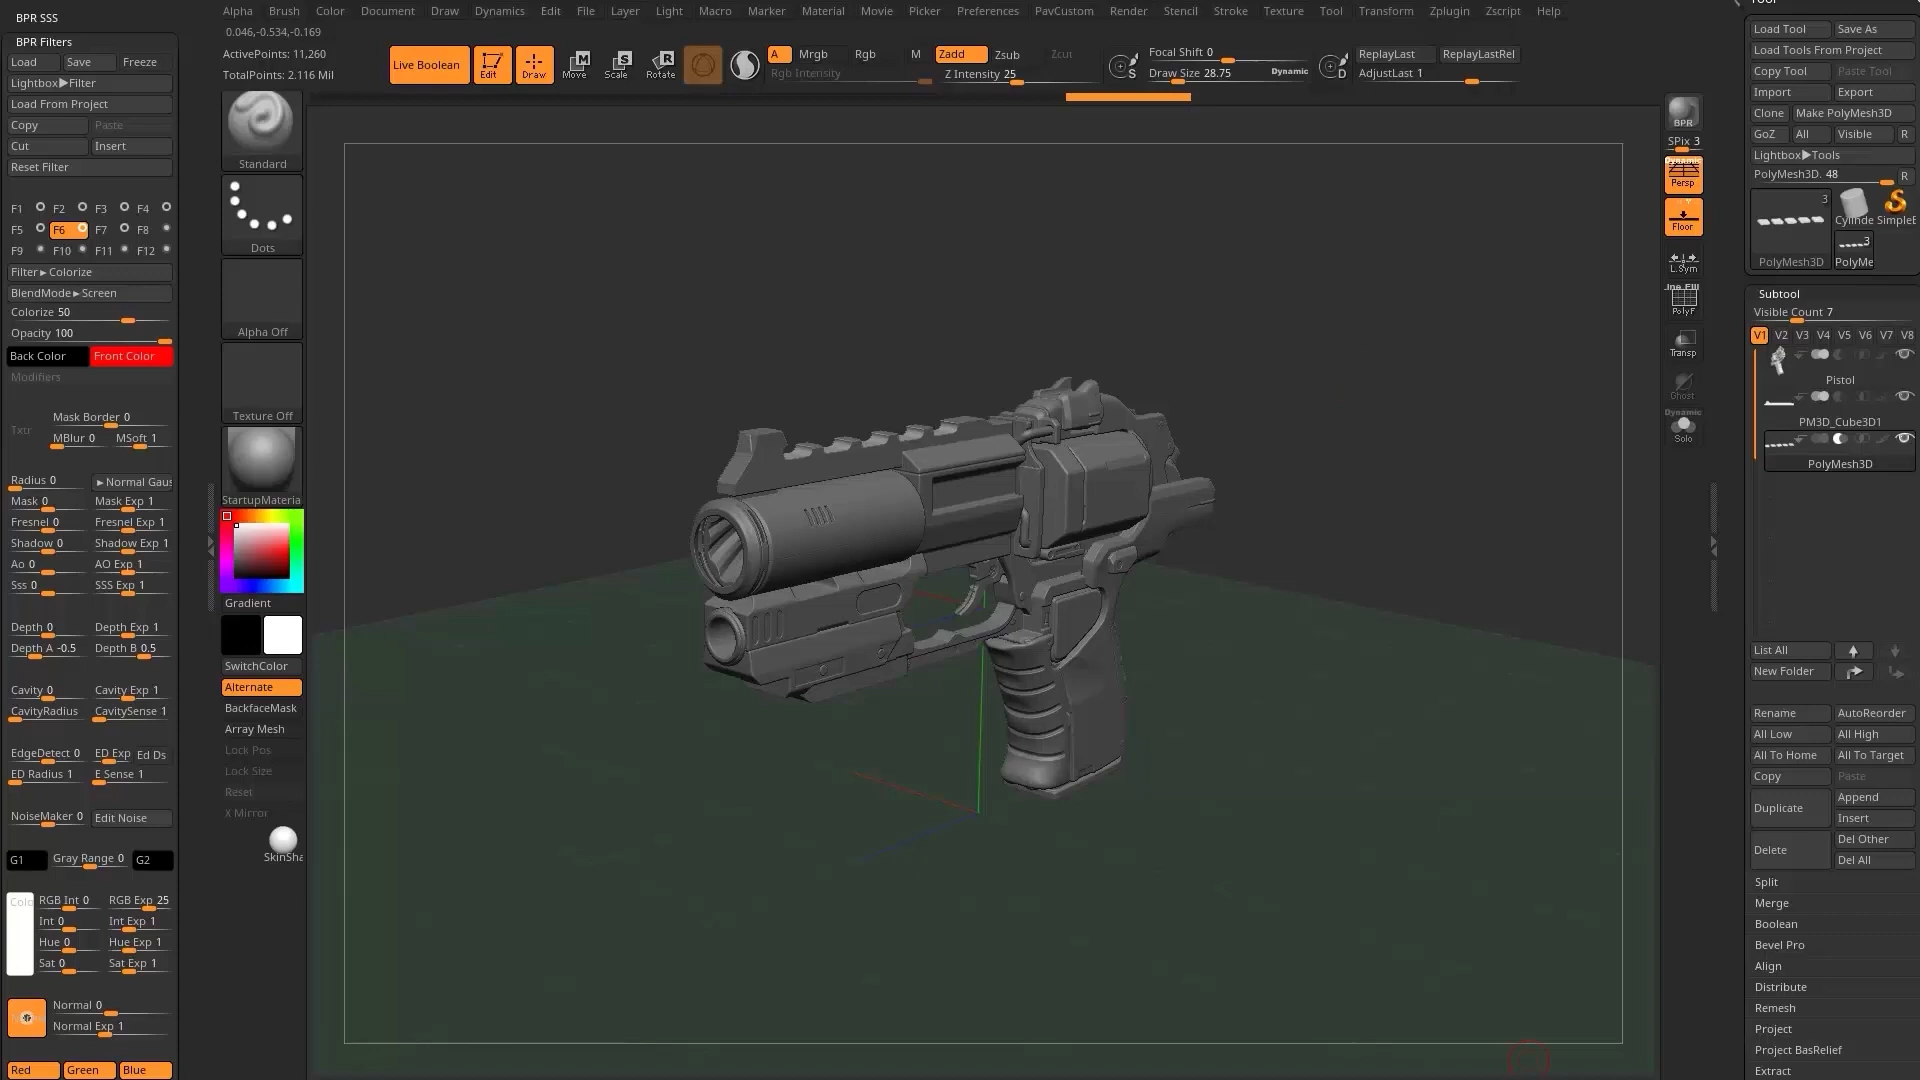 Alpha Brush Color Document Draw Dynamics Edit File Layer Light Macro Marker Material Movie Picker Preferences PavCustom Render Stencil Stroke Texture Tool Transform Zplugin Zscript Help
0.046,-0.534,-0.169
ActivePoints: 11,260
TotalPoints: 2.116 Mil
Live Boolean
Edit
Draw
Move
Scale
Rotate
A
Mrgb
Rgb
M
Rgb Intensity
Zadd
Zsub
Zcut
Z Intensity 25
Focal Shift 0
Draw Size 28.75
Dynamic
ReplayLast
ReplayLastRel
AdjustLast 1
BPR SSS
BPR Filters
Load Save Freeze
Lightbox▶Filter
Load From Project
Copy Paste
Cut Insert
Reset Filter
F1 F2 F3 F4
F5 F6 F7 F8
F9 F10 F11 F12
Filter▸Colorize
BlendMode▸Screen
Colorize 50
Opacity 100
Back Color Front Color
Modifiers
Mask Border 0
Txtr
MBlur 0 MSoft 1
Radius 0 ▸Normal Gaus
Mask 0 Mask Exp 1
Fresnel 0 Fresnel Exp 1
Shadow 0 Shadow Exp 1
Ao 0 AO Exp 1
Sss 0 SSS Exp 1
Depth 0 Depth Exp 1
Depth A -0.5 Depth B 0.5
Cavity 0 Cavity Exp 1
CavityRadius CavitySense 1
EdgeDetect 0 ED Exp Ed Ds
ED Radius 1 E Sense 1
NoiseMaker 0 Edit Noise
G1 Gray Range 0 G2
Colo
RGB Int 0 RGB Exp 25
Int 0 Int Exp 1
Hue 0 Hue Exp 1
Sat 0 Sat Exp 1
Normal 0
Normal Exp 1
Red Green Blue
Standard
Dots
Alpha Off
Texture Off
StartupMateria
Gradient
SwitchColor
Alternate
BackfaceMask
Array Mesh
Lock Pos
Lock Size
Reset
X Mirror
SkinSha
BPR
SPix 3
Dynamic
Persp
Floor
L.Sym
Line Fill
PolyF
Transp
Ghost
Dynamic
Solo
Tool
Load Tool Save As
Load Tools From Project
Copy Tool Paste Tool
Import Export
Clone Make PolyMesh3D
GoZ All Visible R
Lightbox▶Tools
PolyMesh3D. 48 R
3
Cylinde SimpleB
3
PolyMesh3D PolyMe
Subtool
Visible Count 7
V1 V2 V3 V4 V5 V6 V7 V8
Pistol
PM3D_Cube3D1
PolyMesh3D
List All
New Folder
Rename AutoReorder
All Low All High
All To Home All To Target
Copy Paste
Duplicate Append
Insert
Delete Del Other
Del All
Split
Merge
Boolean
Bevel Pro
Align
Distribute
Remesh
Project
Project BasRelief
Extract